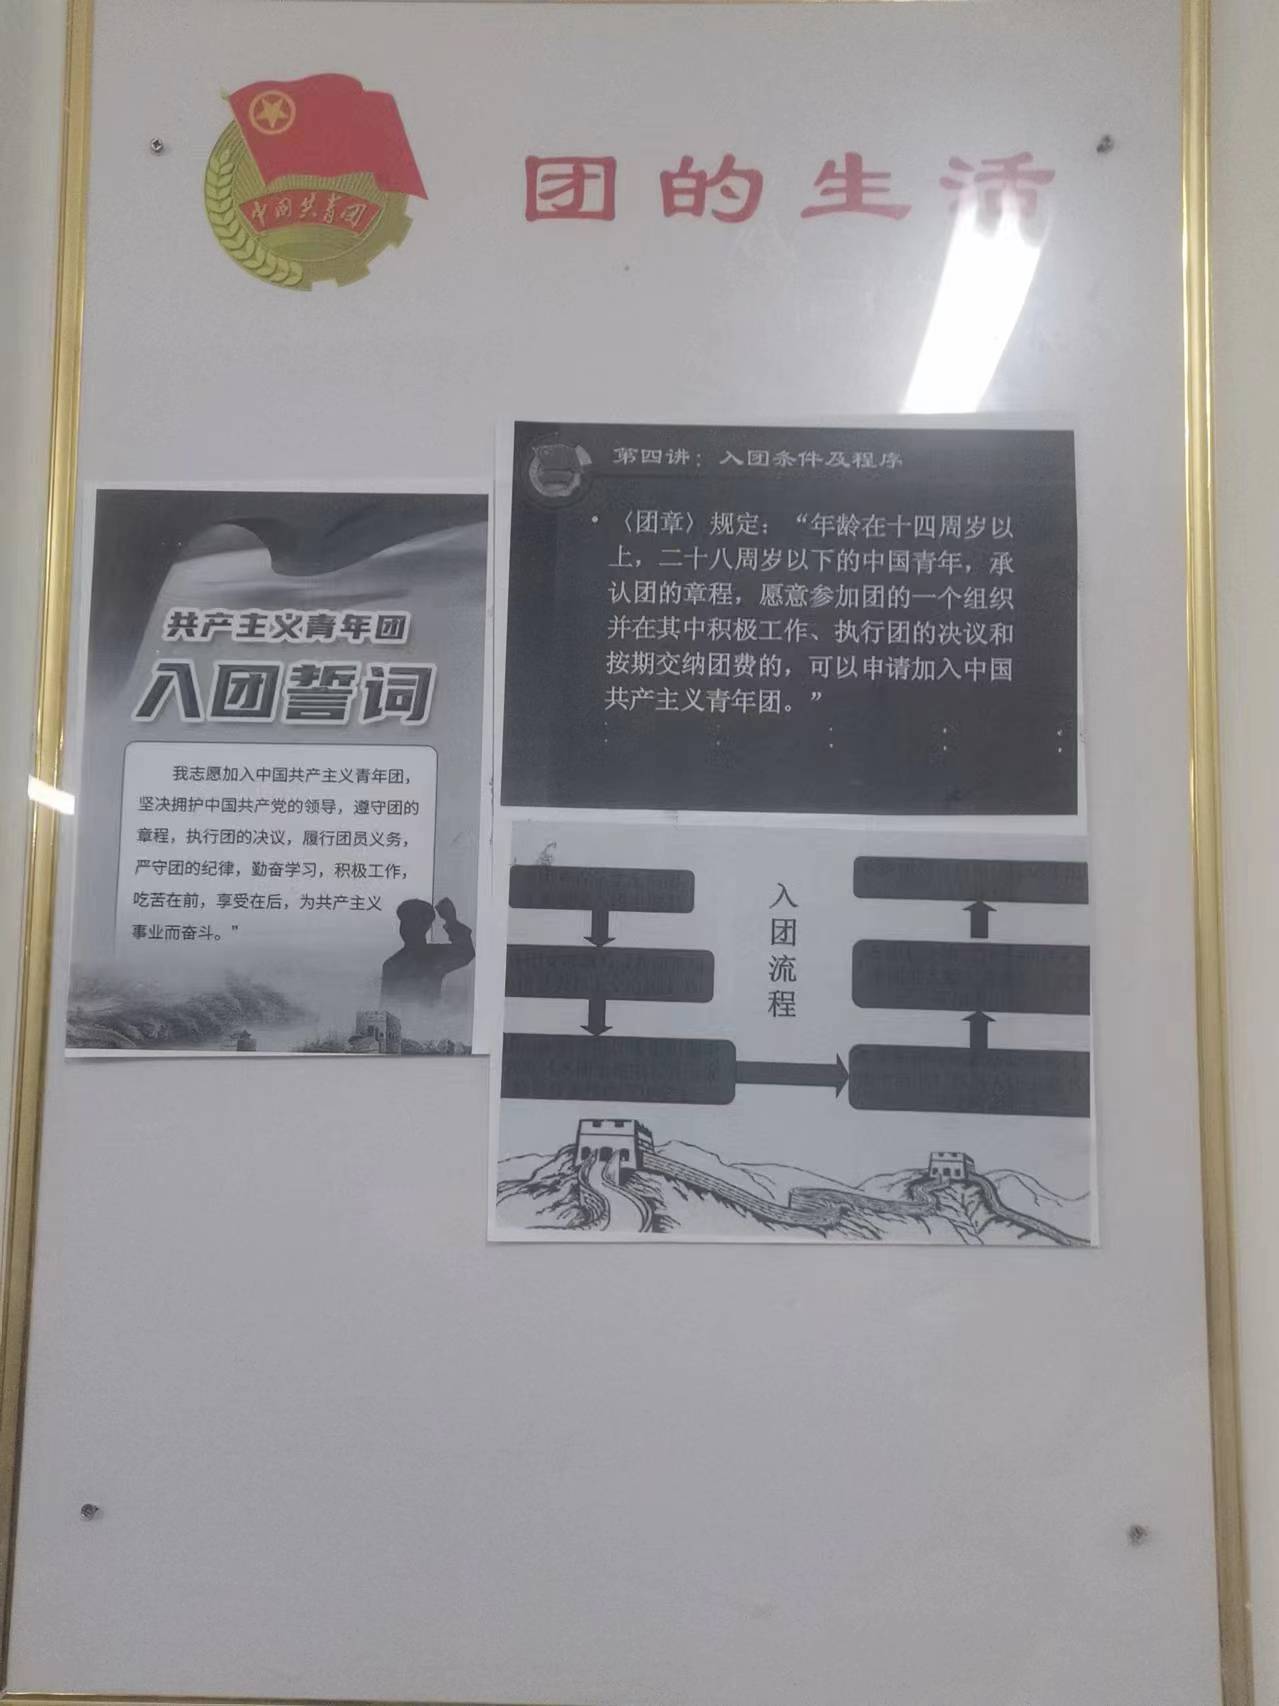 中国共青团
团的生活
共产主义青年团
入团誓词
我志愿加入中国共产主义青年团，
坚决拥护中国共产党的领导，遵守团的
章程，执行团的决议，履行团员义务，
严守团的纪律，勤奋学习，积极工作，
吃苦在前，享受在后，为共产主义
事业而奋斗。”
第四讲：入团条件及程序
• 〈团章〉规定：“年龄在十四周岁以
上，二十八周岁以下的中国青年，承
认团的章程，愿意参加团的一个组织
并在其中积极工作、执行团的决议和
按期交纳团费的，可以申请加入中国
共产主义青年团。”
入团流程